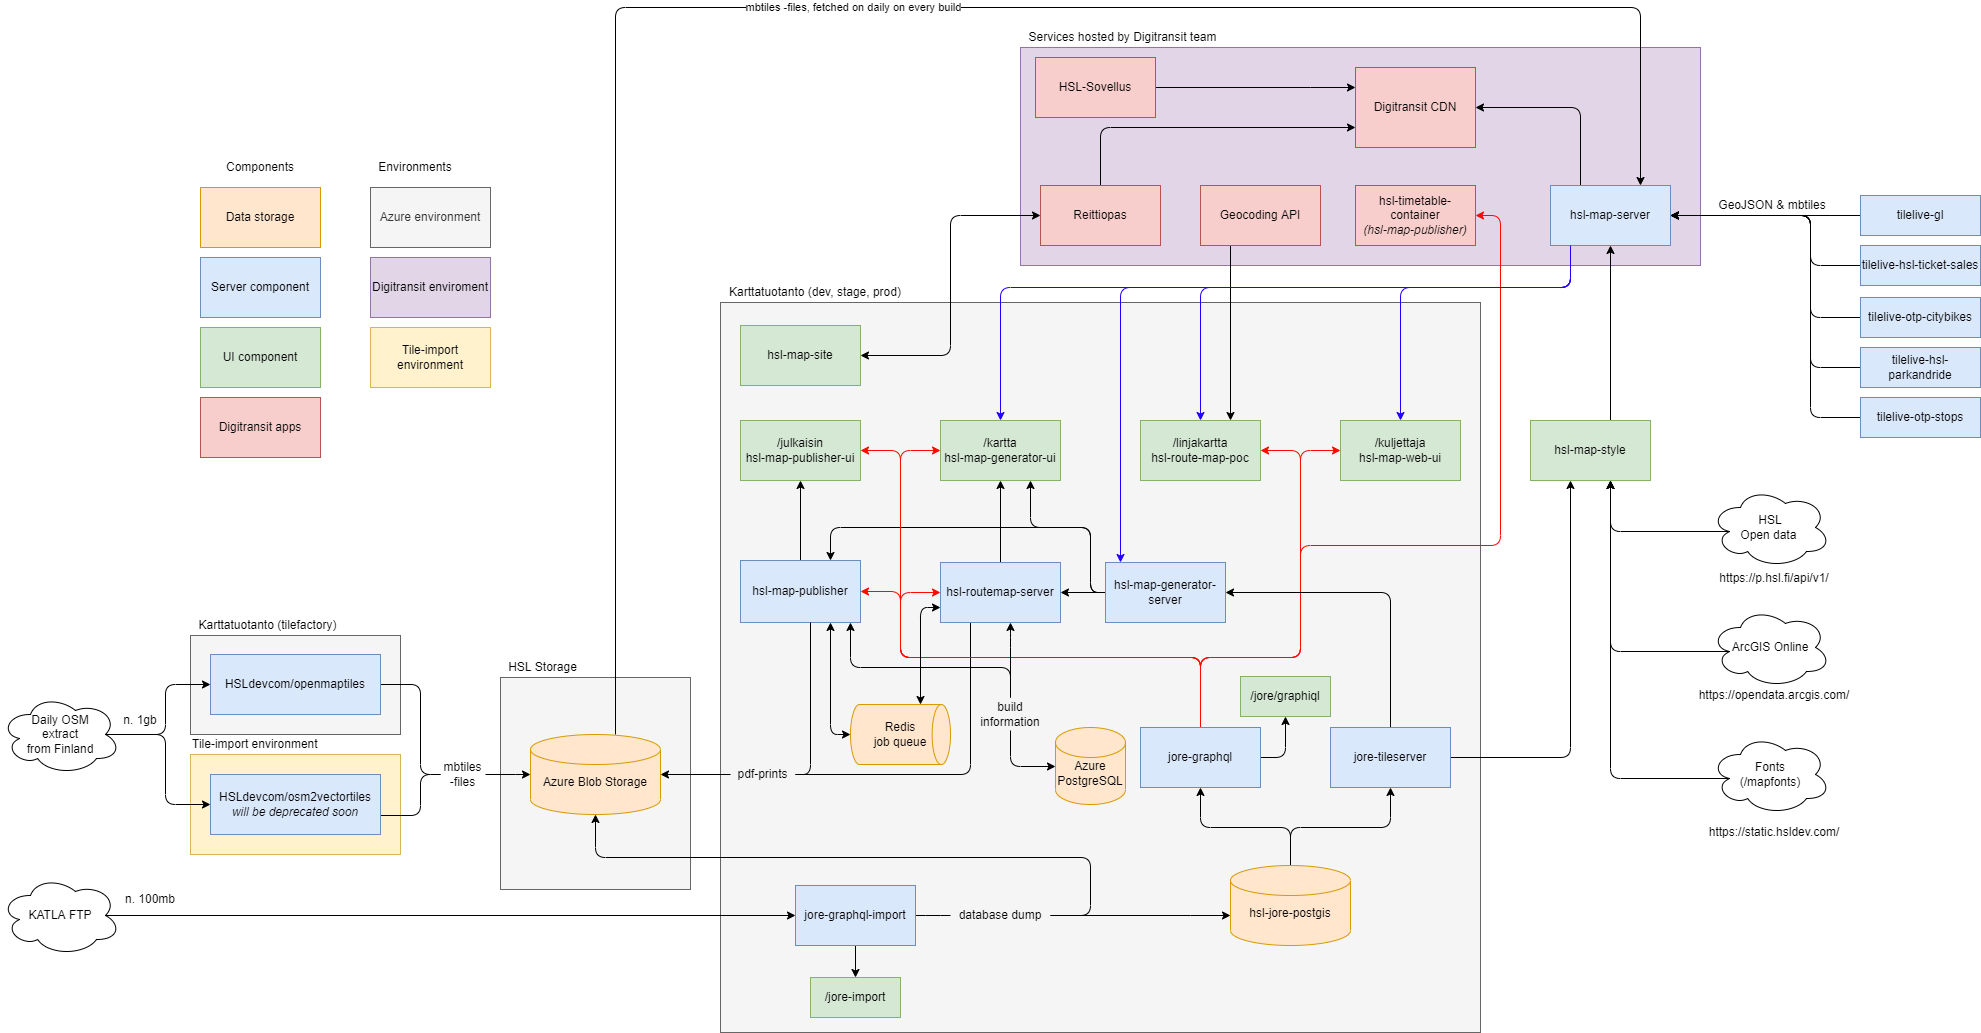 mbtiles -files, fetched on daily on every build
Services hosted by Digitransit team
HSL-Sovellus
Digitransit CDN
Components
Environments
Data storage
Azure environment
Server component
Digitransit enviroment
UI component
Tile-import
environment
Digitransit apps
Reittiopas
Geocoding API
hsl-timetable-
container
(hsl-map-publisher)
hsl-map-server
GeoJSON & mbtiles
tilelive-gl
tilelive-hsl-ticket-sales
tilelive-otp-citybikes
tilelive-hsl-
parkandride
tilelive-otp-stops
Karttatuotanto (dev, stage, prod)
hsl-map-site
/julkaisin
hsl-map-publisher-ui
/kartta
hsl-map-generator-ui
/linjakartta
hsl-route-map-poc
/kuljettaja
hsl-map-web-ui
hsl-map-style
HSL
Open data
https://p.hsl.fi/api/v1/
ArcGIS Online
https://opendata.arcgis.com/
Fonts
(/mapfonts)
https://static.hsldev.com/
hsl-map-publisher
hsl-routemap-server
hsl-map-generator-
server
Karttatuotanto (tilefactory)
HSLdevcom/openmaptiles
Daily OSM
extract
from Finland
n. 1gb
Tile-import environment
HSLdevcom/osm2vectortiles
will be deprecated soon
mbtiles
-files
HSL Storage
Azure Blob Storage
pdf-prints
Redis
job queue
build
information
Azure
PostgreSQL
/jore/graphiql
jore-graphql
jore-tileserver
KATLA FTP
n. 100mb
jore-graphql-import
database dump
hsl-jore-postgis
/jore-import